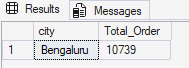 Results Messages
city Total_Order
1 Bengaluru 10739